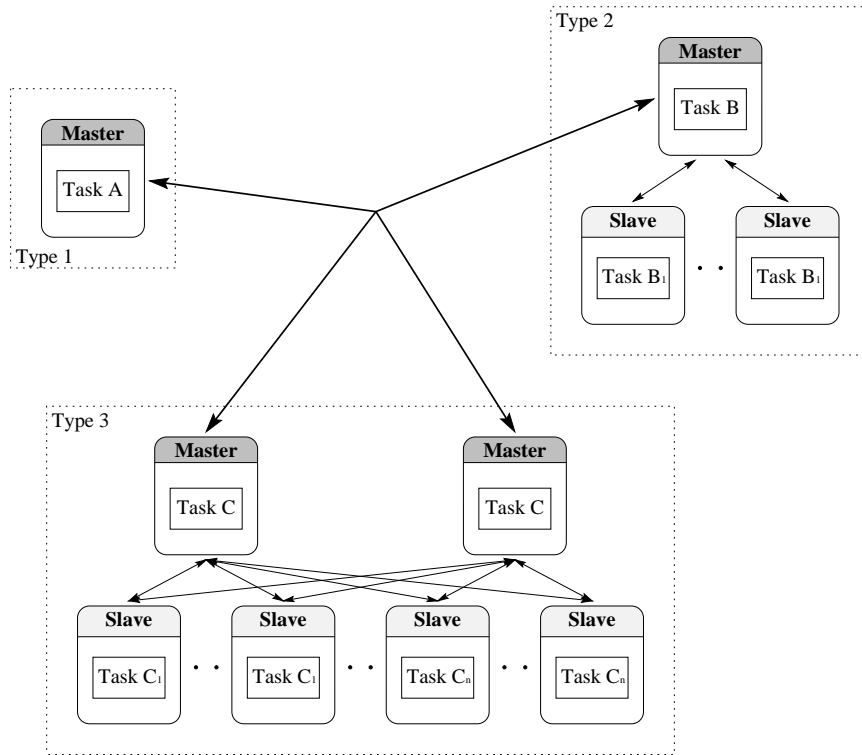 Type 2
Master
Task B
Master
Task A
Type 1
Slave
Slave
Task B1
. .
Task B1
Type 3
Master
Master
Task C
Task C
Slave
Slave
Slave
Slave
Task C1
. .
Task C1
. .
Task Cn
. .
Task Cn